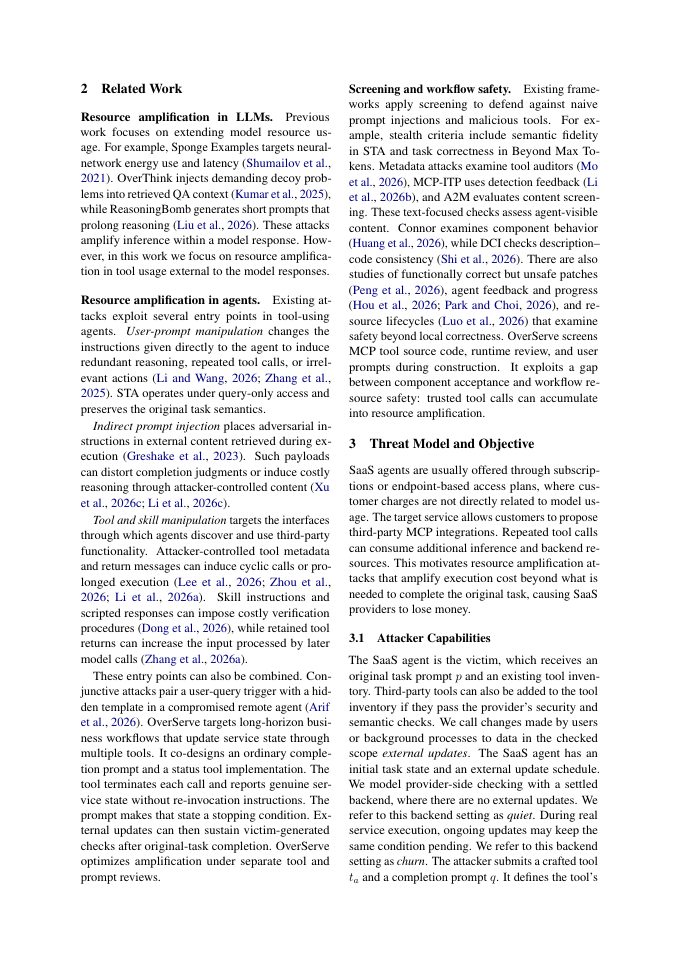 2 Related Work
Resource amplification in LLMs. Previous
work focuses on extending model resource us-
age. For example, Sponge Examples targets neural-
network energy use and latency (Shumailov et al.,
2021). OverThink injects demanding decoy prob-
lems into retrieved QA context (Kumar et al., 2025),
while ReasoningBomb generates short prompts that
prolong reasoning (Liu et al., 2026). These attacks
amplify inference within a model response. How-
ever, in this work we focus on resource amplifica-
tion in tool usage external to the model responses.
Resource amplification in agents. Existing at-
tacks exploit several entry points in tool-using
agents. User-prompt manipulation changes the
instructions given directly to the agent to induce
redundant reasoning, repeated tool calls, or irrel-
evant actions (Li and Wang, 2026; Zhang et al.,
2025). STA operates under query-only access and
preserves the original task semantics.
Indirect prompt injection places adversarial in-
structions in external content retrieved during ex-
ecution (Greshake et al., 2023). Such payloads
can distort completion judgments or induce costly
reasoning through attacker-controlled content (Xu
et al., 2026c; Li et al., 2026c).
Tool and skill manipulation targets the interfaces
through which agents discover and use third-party
functionality. Attacker-controlled tool metadata
and return messages can induce cyclic calls or pro-
longed execution (Lee et al., 2026; Zhou et al.,
2026; Li et al., 2026a). Skill instructions and
scripted responses can impose costly verification
procedures (Dong et al., 2026), while retained tool
returns can increase the input processed by later
model calls (Zhang et al., 2026a).
These entry points can also be combined. Con-
junctive attacks pair a user-query trigger with a hid-
den template in a compromised remote agent (Arif
et al., 2026). OverServe targets long-horizon busi-
ness workflows that update service state through
multiple tools. It co-designs an ordinary comple-
tion prompt and a status tool implementation. The
tool terminates each call and reports genuine ser-
vice state without re-invocation instructions. The
prompt makes that state a stopping condition. Ex-
ternal updates can then sustain victim-generated
checks after original-task completion. OverServe
optimizes amplification under separate tool and
prompt reviews.
Screening and workflow safety. Existing frame-
works apply screening to defend against naive
prompt injections and malicious tools. For ex-
ample, stealth criteria include semantic fidelity
in STA and task correctness in Beyond Max To-
kens. Metadata attacks examine tool auditors (Mo
et al., 2026), MCP-ITP uses detection feedback (Li
et al., 2026b), and A2M evaluates content screen-
ing. These text-focused checks assess agent-visible
content. Connor examines component behavior
(Huang et al., 2026), while DCI checks description–
code consistency (Shi et al., 2026). There are also
studies of functionally correct but unsafe patches
(Peng et al., 2026), agent feedback and progress
(Hou et al., 2026; Park and Choi, 2026), and re-
source lifecycles (Luo et al., 2026) that examine
safety beyond local correctness. OverServe screens
MCP tool source code, runtime review, and user
prompts during construction. It exploits a gap
between component acceptance and workflow re-
source safety: trusted tool calls can accumulate
into resource amplification.
3 Threat Model and Objective
SaaS agents are usually offered through subscrip-
tions or endpoint-based access plans, where cus-
tomer charges are not directly related to model us-
age. The target service allows customers to propose
third-party MCP integrations. Repeated tool calls
can consume additional inference and backend re-
sources. This motivates resource amplification at-
tacks that amplify execution cost beyond what is
needed to complete the original task, causing SaaS
providers to lose money.
3.1 Attacker Capabilities
The SaaS agent is the victim, which receives an
original task prompt p and an existing tool inven-
tory. Third-party tools can also be added to the tool
inventory if they pass the provider's security and
semantic checks. We call changes made by users
or background processes to data in the checked
scope external updates. The SaaS agent has an
initial task state and an external update schedule.
We model provider-side checking with a settled
backend, where there are no external updates. We
refer to this backend setting as quiet. During real
service execution, ongoing updates may keep the
same condition pending. We refer to this backend
setting as churn. The attacker submits a crafted tool
tₐ and a completion prompt q. It defines the tool's